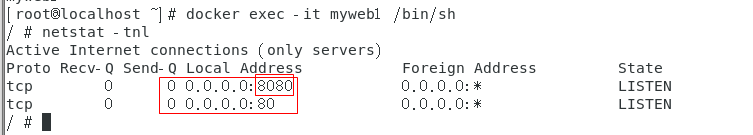 [root@localhost ~]# docker exec -it myweb1 /bin/sh
/ # netstat -tnl
Active Internet connections (only servers)
Proto Recv-Q Send-Q Local Address Foreign Address State
tcp 0 0 0.0.0.0:8080 0.0.0.0:* LISTEN
tcp 0 0 0.0.0.0:80 0.0.0.0:* LISTEN
/ #